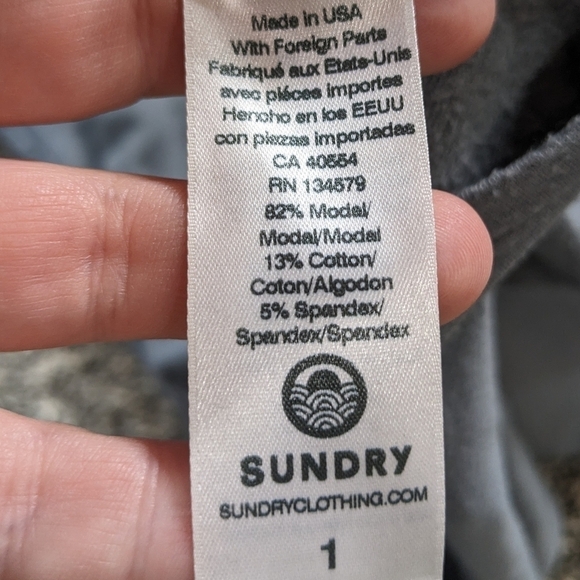 Made in USA
With Foreign Parts
Fabriqué aux Etats-Unis
avec piéces importes
Hencho en los EEUU
con piezas importadas
CA 40554
RN 134579
82% Modal/
Modal/Modal
13% Cotton/
Coton/Algodon
5% Spandex/
Spandex/Spandex
SUNDRY
SUNDRYCLOTHING.COM
1